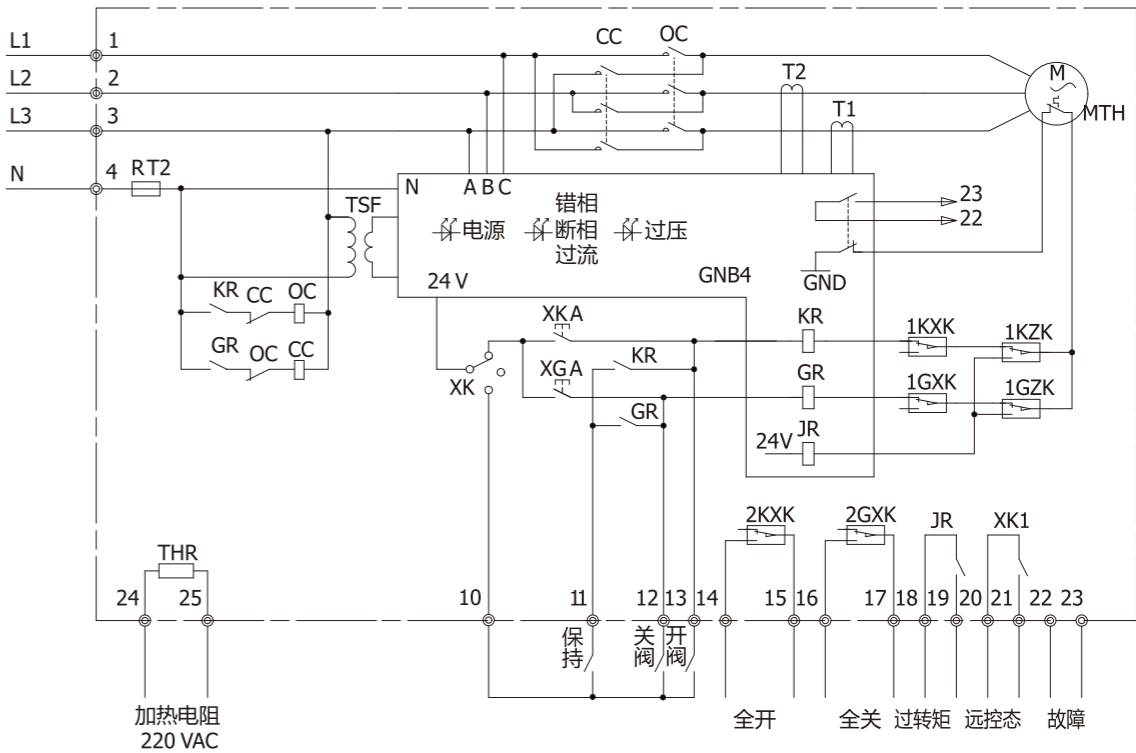 L1
1
CC
OC
T2
M
L2
2
L3
3
T1
MTH
N
4
RT2
N
A
B
C
23
22
TSF
电源
错相
断相
过流
过压
24 V
GNB4
GND
KR
CC
OC
XKA
KR
1KXK
1KZK
GR
OC
CC
XK
XGA
KR
GR
1GXK
1GZK
GR
24V
JR
2KXK
2GXK
JR
XK1
THR
24
25
10
11
12
13
14
15
16
17
18
19
20
21
22
23
保持
关阀
开阀
加热电阻
220 VAC
全开
全关
过转矩
远控态
故障